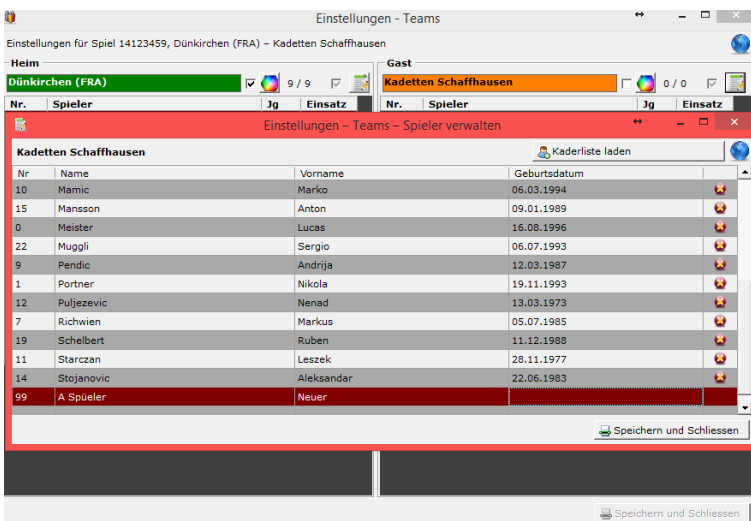 Einstellungen - Teams
Einstellungen für Spiel 14123459, Dünkirchen (FRA) – Kadetten Schaffhausen
Heim Gast
Dünkirchen (FRA) 9 / 9 Kadetten Schaffhausen 0 / 0
Nr. Spieler Jg Einsatz Nr. Spieler Jg Einsatz
Einstellungen – Teams – Spieler verwalten
Kadetten Schaffhausen Kaderliste laden
Nr Name Vorname Geburtsdatum
10 Mamic Marko 06.03.1994
15 Mansson Anton 09.01.1989
0 Meister Lucas 16.08.1996
22 Muggli Sergio 06.07.1993
9 Pendic Andrija 12.03.1987
1 Portner Nikola 19.11.1993
12 Puljezevic Nenad 13.03.1973
7 Richwien Markus 05.07.1985
19 Schelbert Ruben 11.12.1988
11 Starczan Leszek 28.11.1977
14 Stojanovic Aleksandar 22.06.1983
99 A Spüeler Neuer
Speichern und Schliessen
Speichern und Schliessen